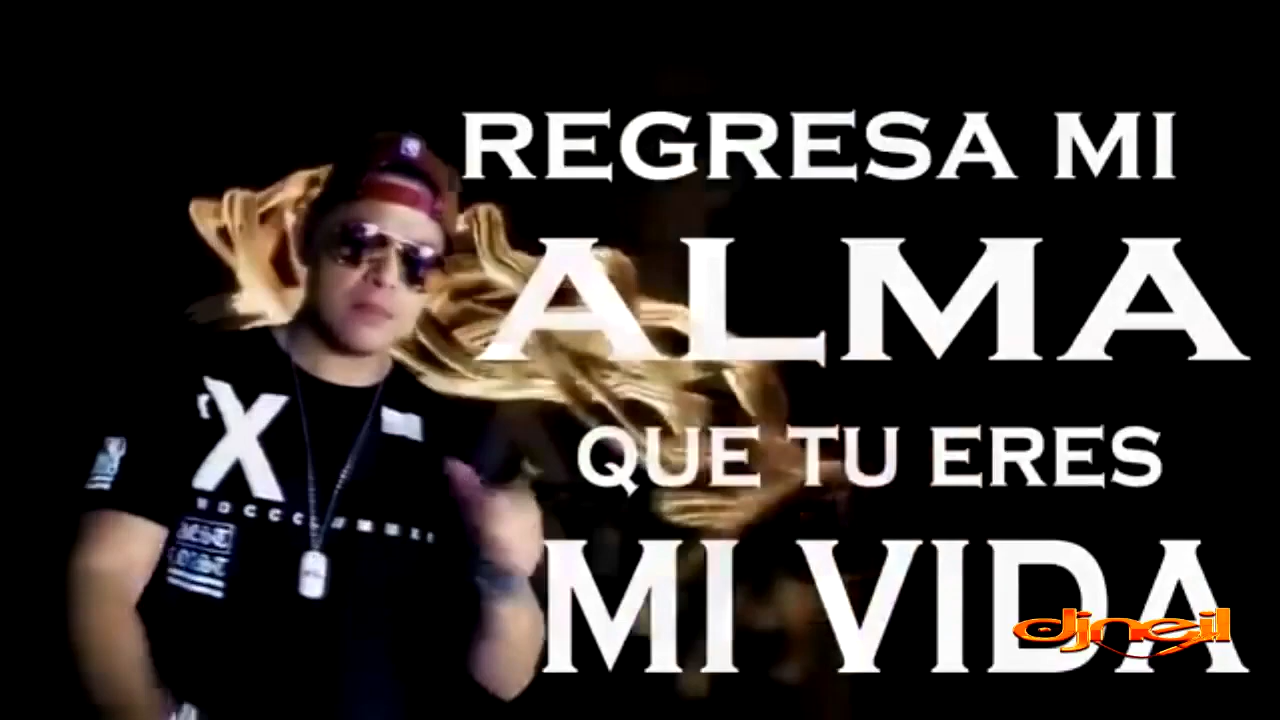 REGRESA MI
ALMA
QUE TU ERES
MI VIDA
djneil
X